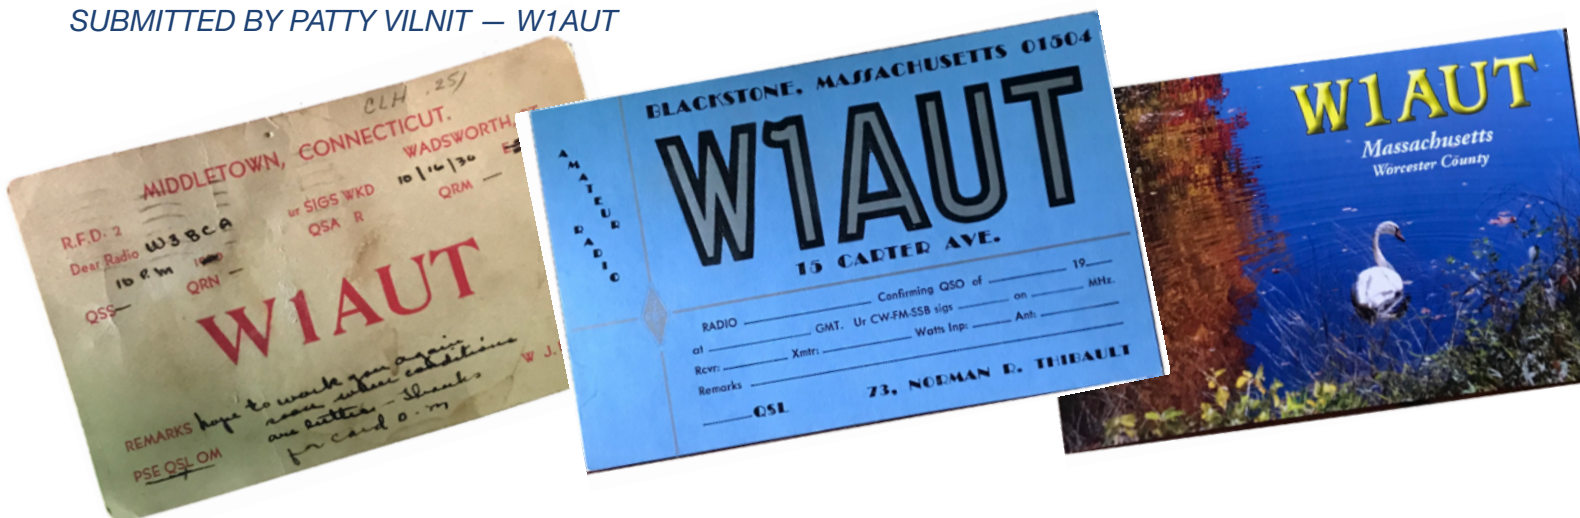 SUBMITTED BY PATTY VILNIT — W1AUT
CLH .25/
MIDDLETOWN, CONNECTICUT.
WADSWORTH,
R.F.D. 2
ur SIGS WKD
10/16/30
Dear Radio W3BCA
QSA R
QRM —
10 P.M
QSS—
QRN —
W1AUT
REMARKS hope to work you again
soon when conditions
are better. Thanks
for card O.M
W J.
PSE QSL OM
BLACKSTONE, MASSACHUSETTS 01504
AMATEUR RADIO
W1AUT
15 CARTER AVE.
RADIO Confirming QSO of 19
at GMT. Ur CW-FM-SSB sigs on MHz.
Rcvr: Xmtr: Watts Inp: Ant:
Remarks
QSL 73, NORMAN R. THIBAULT
W1AUT
Massachusetts
Worcester County